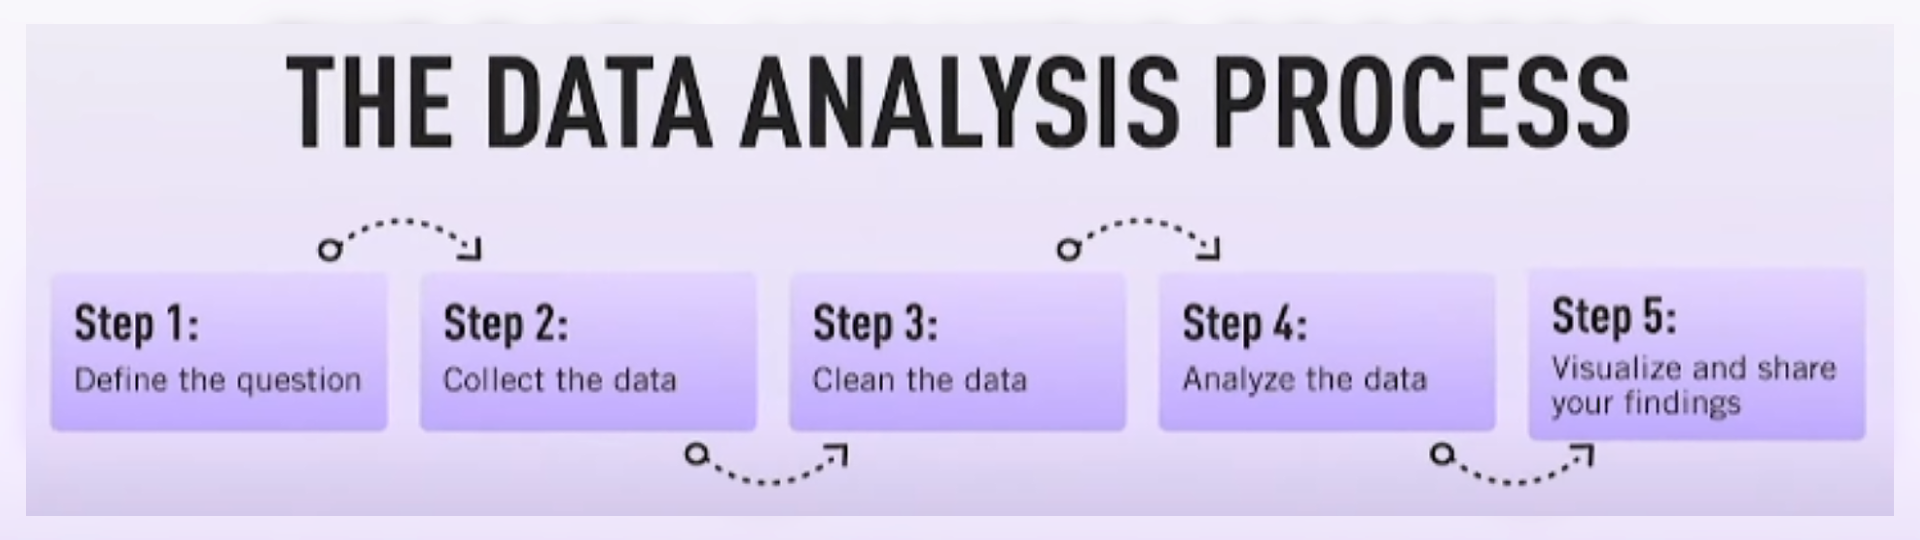 THE DATA ANALYSIS PROCESS
Step 1:
Define the question
Step 2:
Collect the data
Step 3:
Clean the data
Step 4:
Analyze the data
Step 5:
Visualize and share
your findings